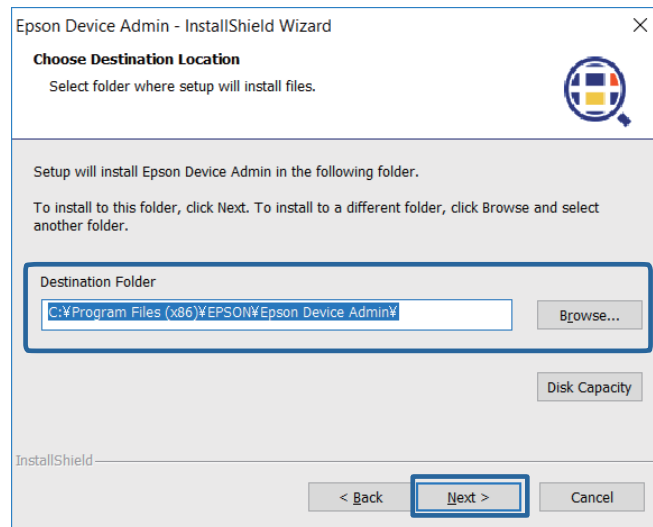 Epson Device Admin - InstallShield Wizard
Choose Destination Location
Select folder where setup will install files.
Setup will install Epson Device Admin in the following folder.
To install to this folder, click Next. To install to a different folder, click Browse and select
another folder.
Destination Folder
C:¥Program Files (x86)¥EPSON¥Epson Device Admin¥
Browse...
Disk Capacity
InstallShield
< Back
Next >
Cancel